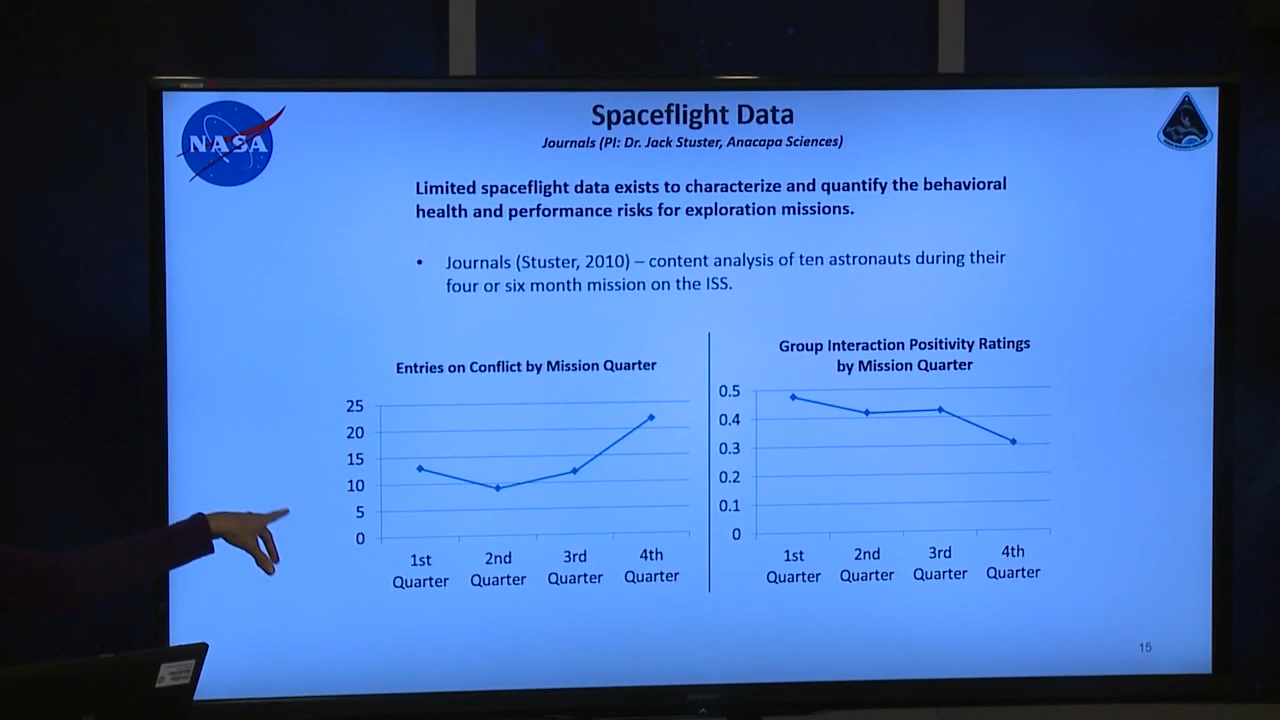 NASA
Spaceflight Data
Journals (PI: Dr. Jack Stuster, Anacapa Sciences)
Limited spaceflight data exists to characterize and quantify the behavioral
health and performance risks for exploration missions.
• Journals (Stuster, 2010) – content analysis of ten astronauts during their
four or six month mission on the ISS.
Entries on Conflict by Mission Quarter
25
20
15
10
5
0
1st
Quarter
2nd
Quarter
3rd
Quarter
4th
Quarter
Group Interaction Positivity Ratings
by Mission Quarter
0.5
0.4
0.3
0.2
0.1
0
1st
Quarter
2nd
Quarter
3rd
Quarter
4th
Quarter
15